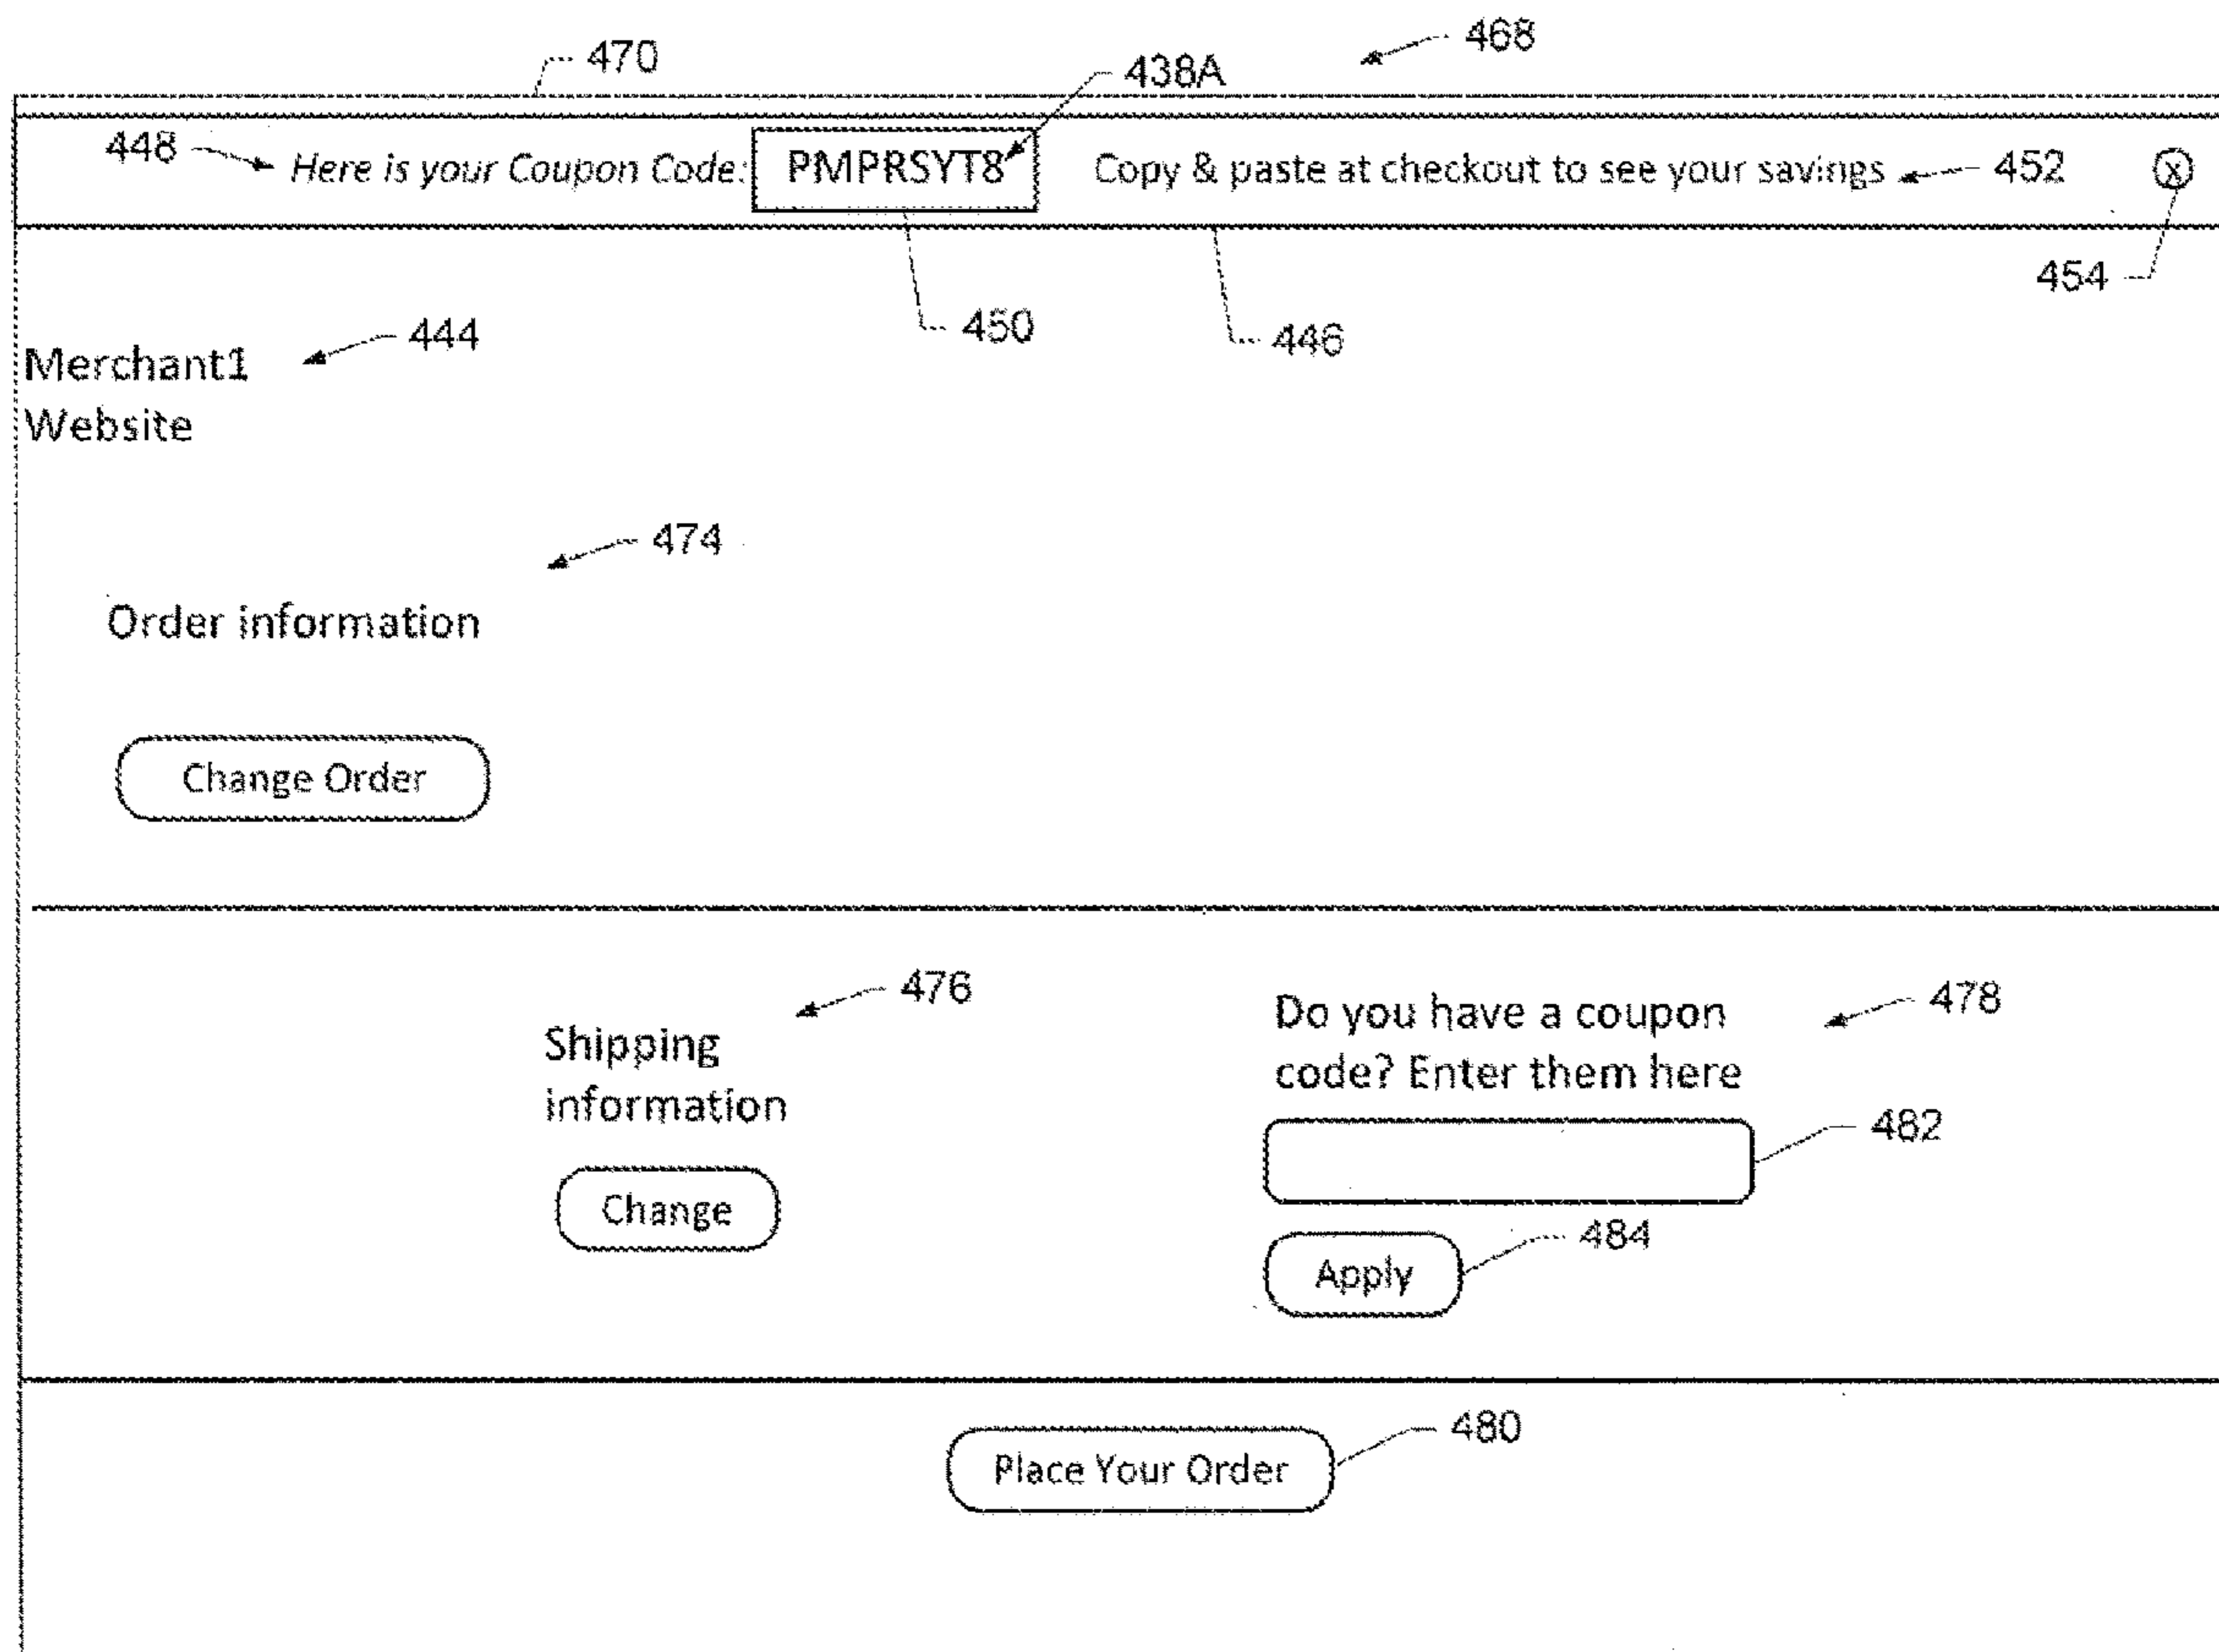 468
470
438A
448 Here is your Coupon Code: PMPRSYT8 Copy & paste at checkout to see your savings 452 x
454
450
446
444
Merchant1
Website
474
Order information
Change Order
476
Shipping
information
Change
478
Do you have a coupon
code? Enter them here
482
484
Apply
480
Place Your Order